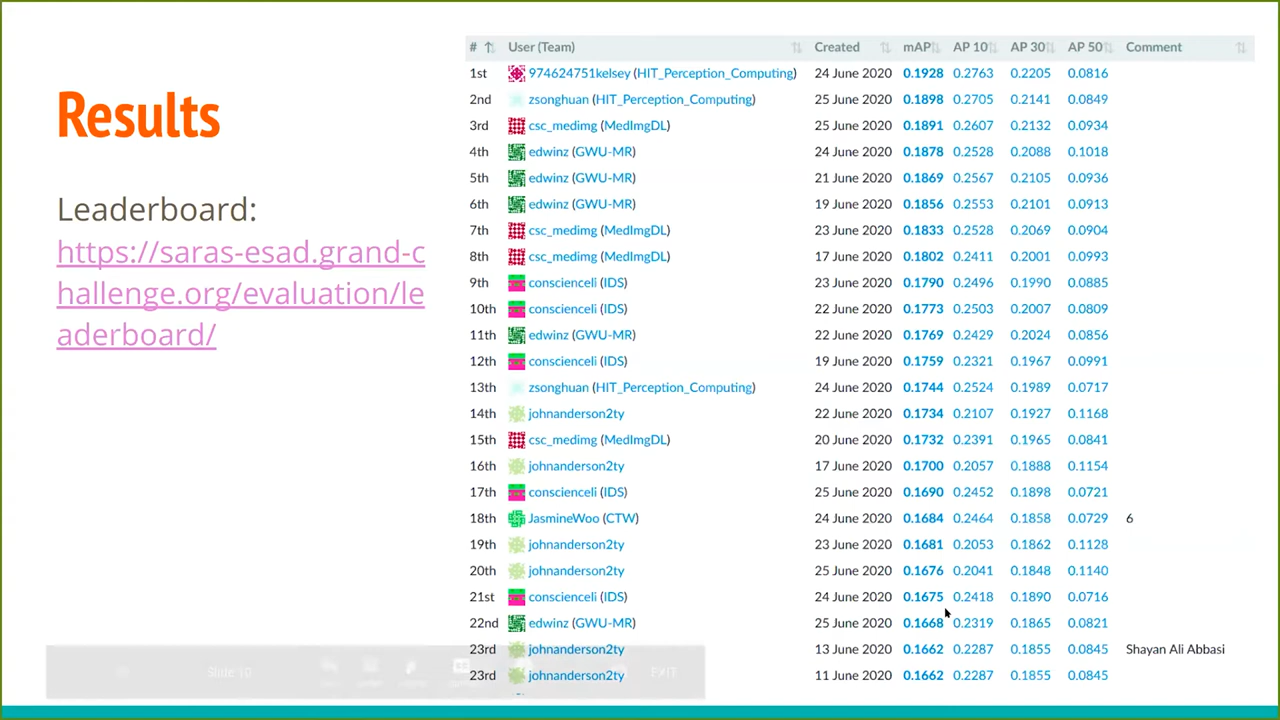 Results
Leaderboard:
https://saras-esad.grand-c
hallenge.org/evaluation/le
aderboard/
# User (Team) Created mAP AP 10 AP 30 AP 50 Comment
1st 974624751kelsey (HIT_Perception_Computing) 24 June 2020 0.1928 0.2763 0.2205 0.0816
2nd zsonghuan (HIT_Perception_Computing) 25 June 2020 0.1898 0.2705 0.2141 0.0849
3rd csc_medimg (MedImgDL) 25 June 2020 0.1891 0.2607 0.2132 0.0934
4th edwinz (GWU-MR) 24 June 2020 0.1878 0.2528 0.2088 0.1018
5th edwinz (GWU-MR) 21 June 2020 0.1869 0.2567 0.2105 0.0936
6th edwinz (GWU-MR) 19 June 2020 0.1856 0.2553 0.2101 0.0913
7th csc_medimg (MedImgDL) 23 June 2020 0.1833 0.2528 0.2069 0.0904
8th csc_medimg (MedImgDL) 17 June 2020 0.1802 0.2411 0.2001 0.0993
9th conscienceli (IDS) 23 June 2020 0.1790 0.2496 0.1990 0.0885
10th conscienceli (IDS) 22 June 2020 0.1773 0.2503 0.2007 0.0809
11th edwinz (GWU-MR) 22 June 2020 0.1769 0.2429 0.2024 0.0856
12th conscienceli (IDS) 19 June 2020 0.1759 0.2321 0.1967 0.0991
13th zsonghuan (HIT_Perception_Computing) 24 June 2020 0.1744 0.2524 0.1989 0.0717
14th johnanderson2ty 22 June 2020 0.1734 0.2107 0.1927 0.1168
15th csc_medimg (MedImgDL) 20 June 2020 0.1732 0.2391 0.1965 0.0841
16th johnanderson2ty 17 June 2020 0.1700 0.2057 0.1888 0.1154
17th conscienceli (IDS) 25 June 2020 0.1690 0.2452 0.1898 0.0721
18th JasmineWoo (CTW) 24 June 2020 0.1684 0.2464 0.1858 0.0729 6
19th johnanderson2ty 23 June 2020 0.1681 0.2053 0.1862 0.1128
20th johnanderson2ty 25 June 2020 0.1676 0.2041 0.1848 0.1140
21st conscienceli (IDS) 24 June 2020 0.1675 0.2418 0.1890 0.0716
22nd edwinz (GWU-MR) 25 June 2020 0.1668 0.2319 0.1865 0.0821
23rd johnanderson2ty 13 June 2020 0.1662 0.2287 0.1855 0.0845 Shayan Ali Abbasi
23rd johnanderson2ty 11 June 2020 0.1662 0.2287 0.1855 0.0845
Slide 10 EXIT